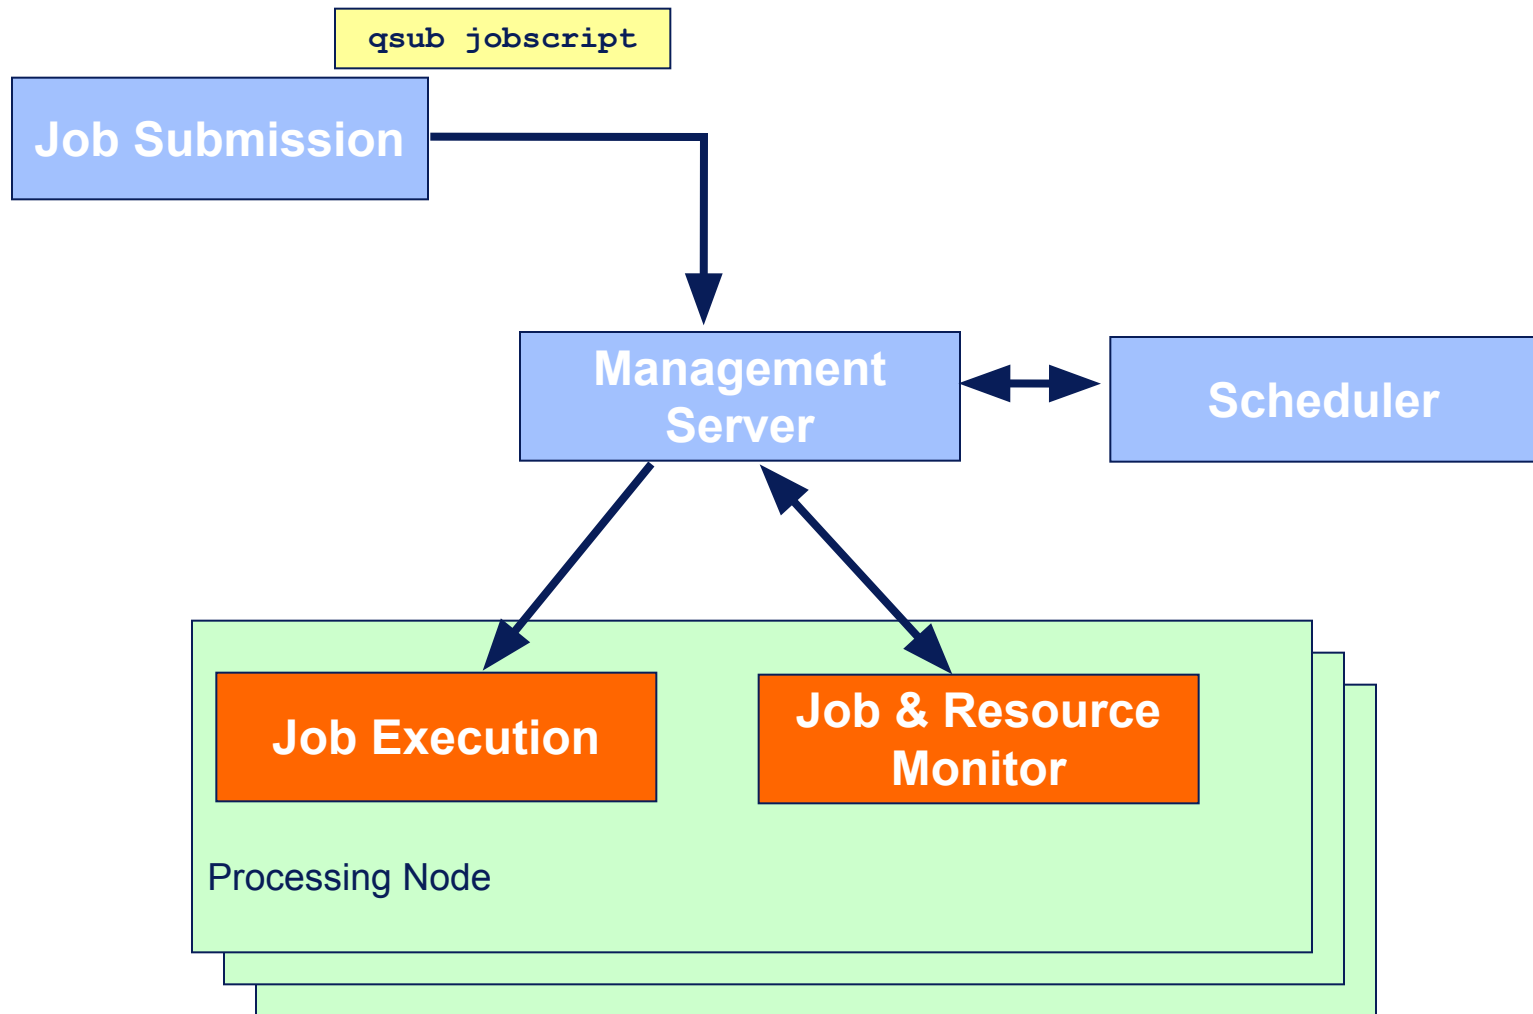 qsub jobscript
Job Submission
Management
Server
Scheduler
Job Execution
Job & Resource
Monitor
Processing Node